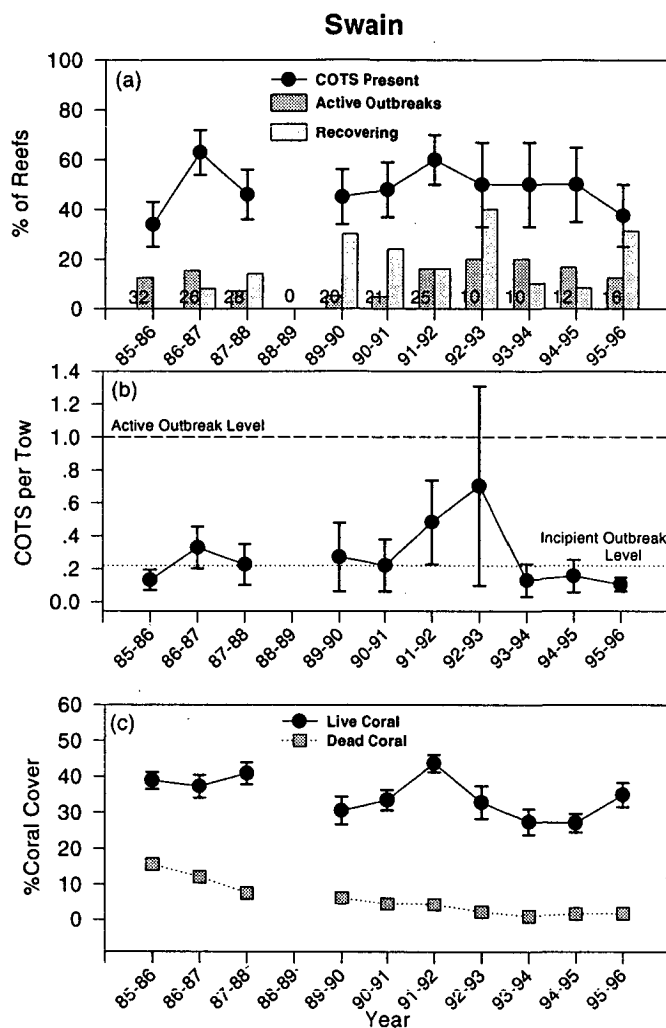 Swain
(a)
COTS Present
Active Outbreaks
Recovering
% of Reefs
100
80
60
40
20
0
32 26 28 0 20 21 25 10 10 12 16
85-86 86-87 87-88 88-89 89-90 90-91 91-92 92-93 93-94 94-95 95-96
(b)
COTS per Tow
1.4
1.2
Active Outbreak Level
1.0
.8
.6
Incipient Outbreak
Level
.4
.2
0.0
85-86 86-87 87-88 88-89 89-90 90-91 91-92 92-93 93-94 94-95 95-96
(c)
Live Coral
Dead Coral
%Coral Cover
60
50
40
30
20
10
0
85-86 86-87 87-88 88-89 89-90 90-91 91-92 92-93 93-94 94-95 95-96
Year